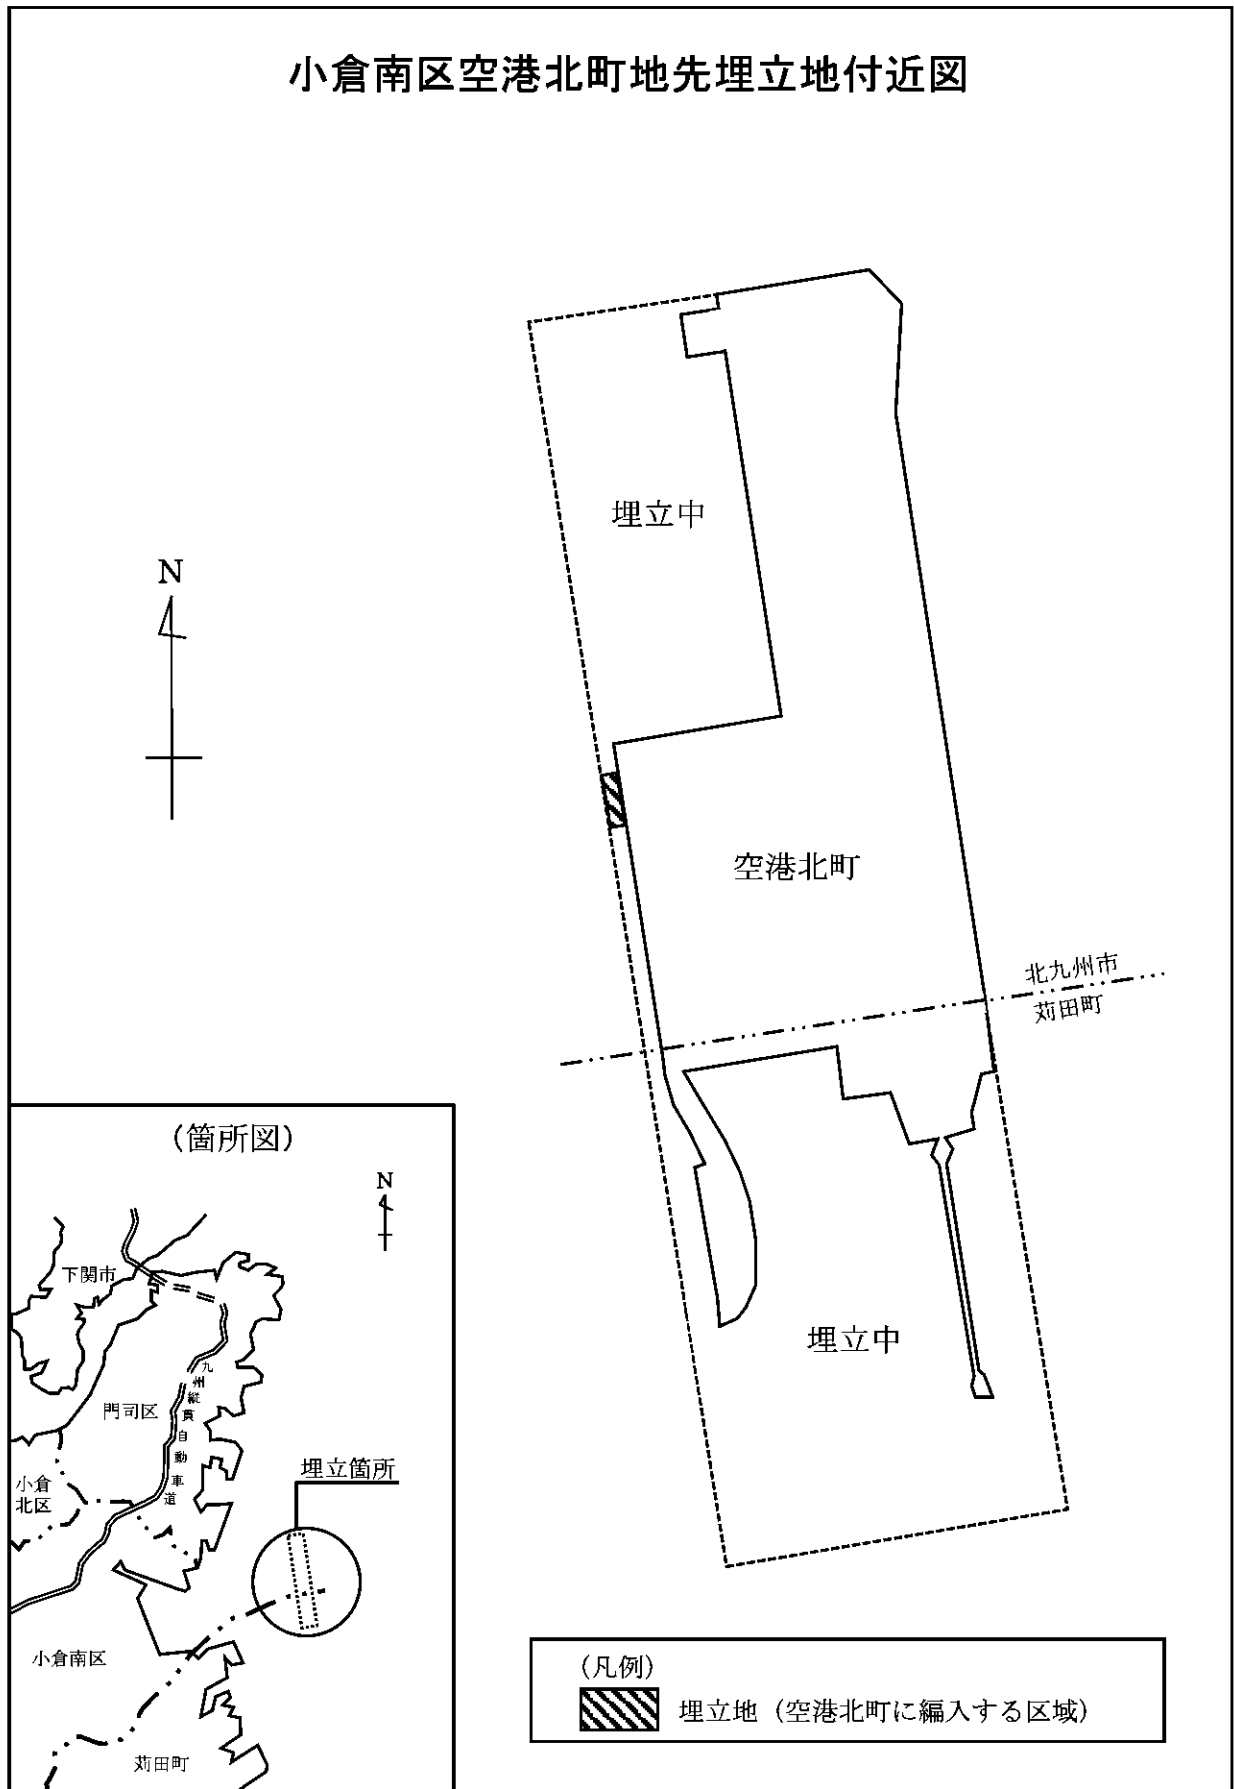 小倉南区空港北町地先埋立地付近図
埋立中
N
空港北町
北九州市
苅田町
埋立中
(箇所図)
N
下関市
九州縦貫自動車道
門司区
小倉
北区
埋立箇所
小倉南区
苅田町
(凡例)
埋立地（空港北町に編入する区域）